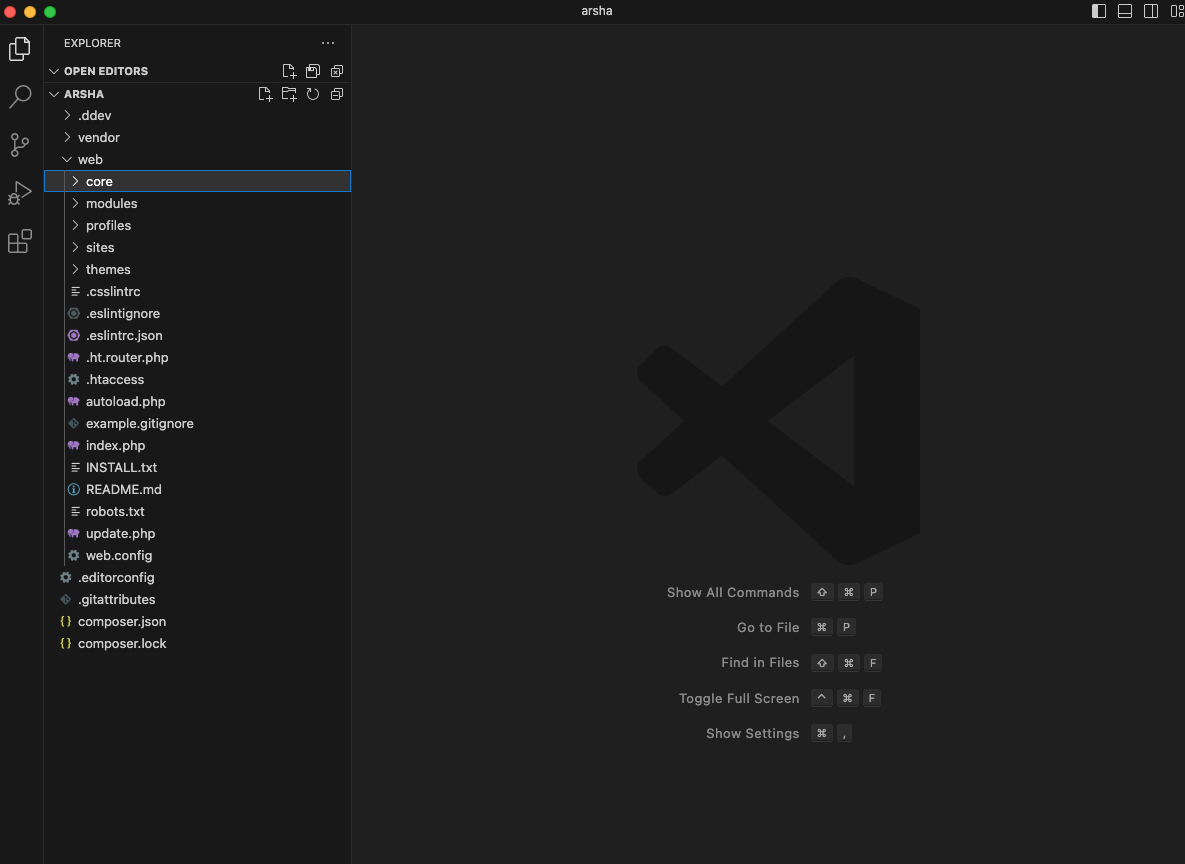 arsha
EXPLORER
OPEN EDITORS
ARSHA
.ddev
vendor
web
core
modules
profiles
sites
themes
.csslintrc
.eslintignore
.eslintrc.json
.ht.router.php
.htaccess
autoload.php
example.gitignore
index.php
INSTALL.txt
README.md
robots.txt
update.php
web.config
.editorconfig
.gitattributes
composer.json
composer.lock
Show All Commands ⇧ ⌘ P
Go to File ⌘ P
Find in Files ⇧ ⌘ F
Toggle Full Screen ^ ⌘ F
Show Settings ⌘ ,